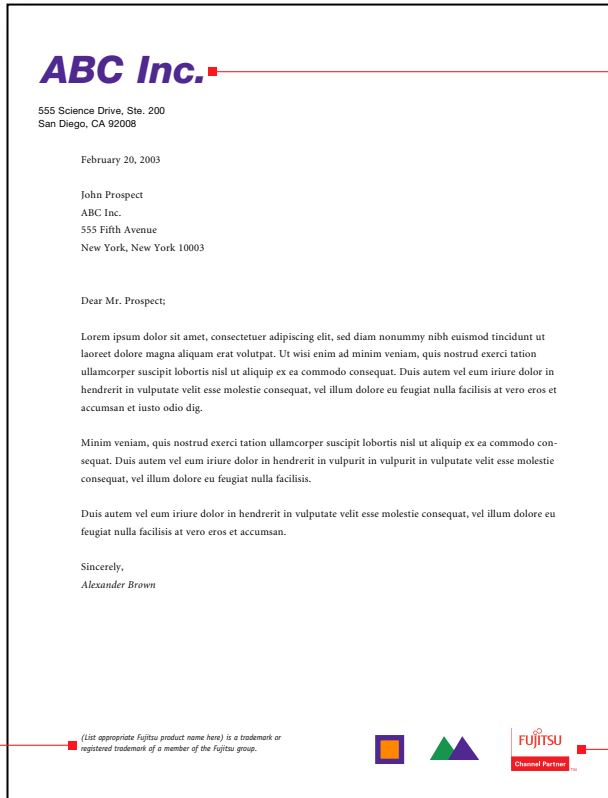 ABC Inc.
555 Science Drive, Ste. 200
San Diego, CA 92008
February 20, 2003
John Prospect
ABC Inc.
555 Fifth Avenue
New York, New York 10003
Dear Mr. Prospect;
Lorem ipsum dolor sit amet, consectetuer adipiscing elit, sed diam nonummy nibh euismod tincidunt ut
laoreet dolore magna aliquam erat volutpat. Ut wisi enim ad minim veniam, quis nostrud exerci tation
ullamcorper suscipit lobortis nisl ut aliquip ex ea commodo consequat. Duis autem vel eum iriure dolor in
hendrerit in vulputate velit esse molestie consequat, vel illum dolore eu feugiat nulla facilisis at vero eros et
accumsan et iusto odio dig.
Minim veniam, quis nostrud exerci tation ullamcorper suscipit lobortis nisl ut aliquip ex ea commodo con-
sequat. Duis autem vel eum iriure dolor in hendrerit in vulpurit in vulpurit in vulputate velit esse molestie
consequat, vel illum dolore eu feugiat nulla facilisis.
Duis autem vel eum iriure dolor in hendrerit in vulputate velit esse molestie consequat, vel illum dolore eu
feugiat nulla facilisis at vero eros et accumsan.
Sincerely,
Alexander Brown
(List appropriate Fujitsu product name here) is a trademark or
registered trademark of a member of the Fujitsu group.
FUJITSU
Channel Partner
TM